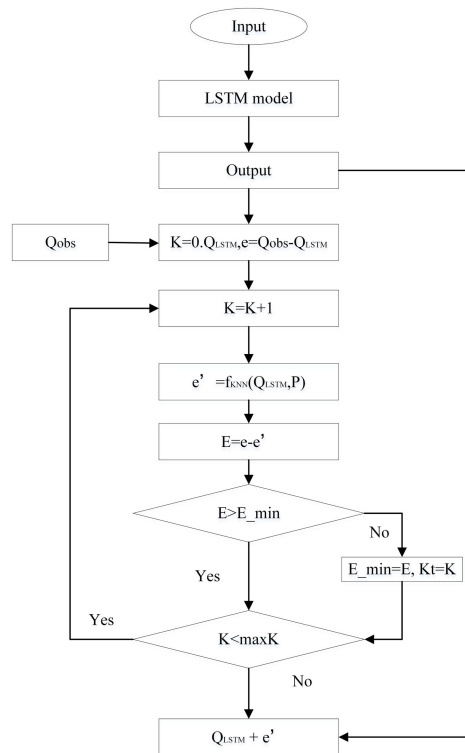 Input
LSTM model
Output
Qobs
K=0.QLSTM,e=Qobs-QLSTM
K=K+1
e’ =fKNN(QLSTM,P)
E=e-e’
E>E_min
No
Yes
E_min=E, Kt=K
Yes
K<maxK
No
QLSTM + e’